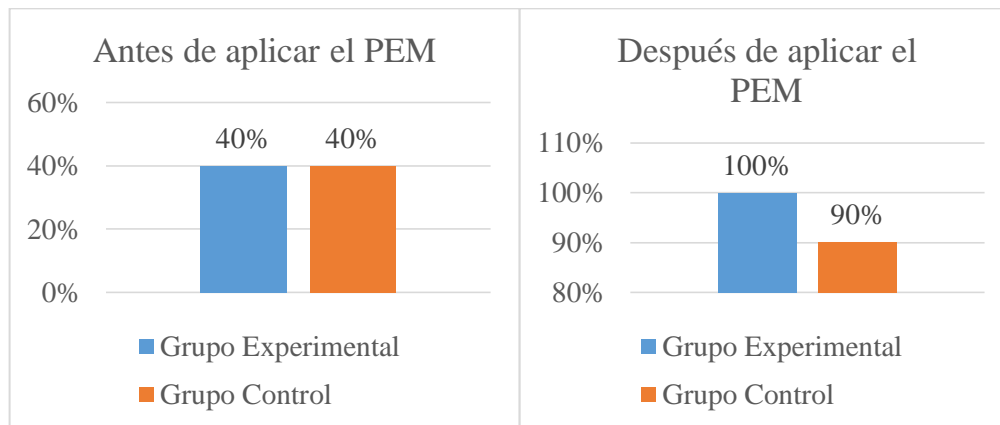 Antes de aplicar el PEM
60%
40%
20%
0%
40%
40%
Grupo Experimental
Grupo Control
Después de aplicar el
PEM
110%
100%
90%
80%
100%
90%
Grupo Experimental
Grupo Control